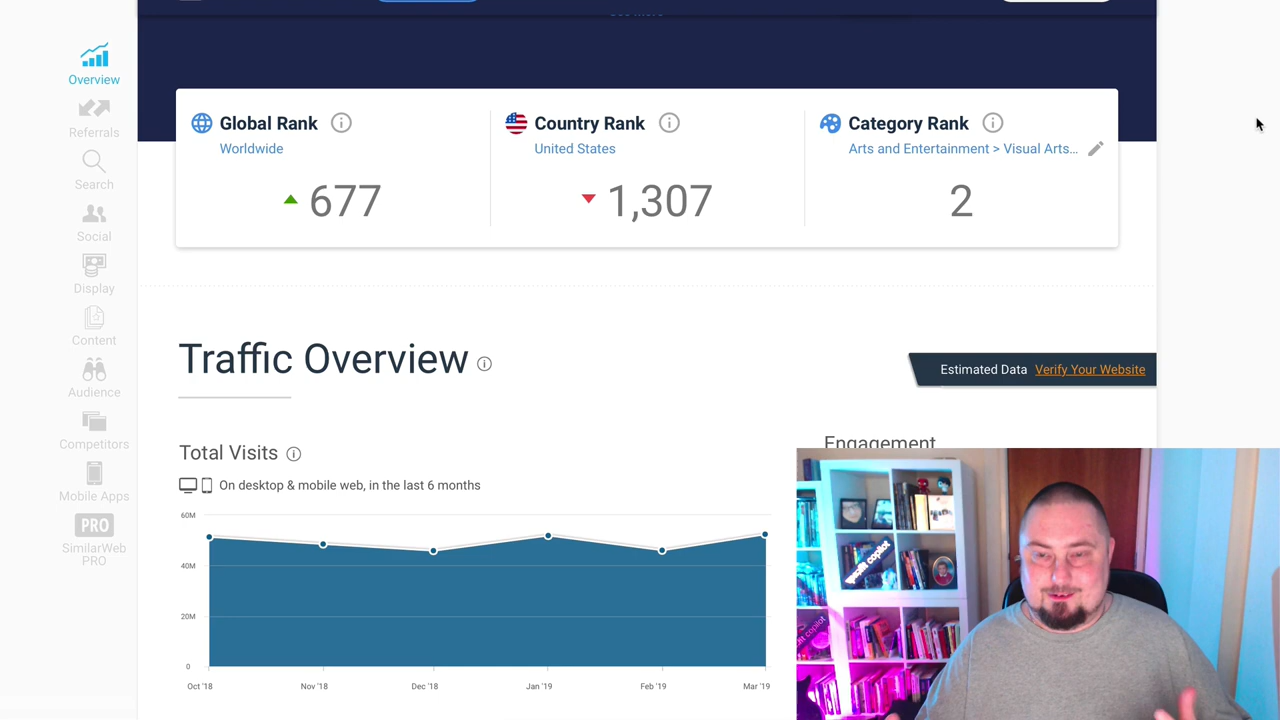 Overview
Referrals
Search
Social
Display
Content
Audience
Competitors
Mobile Apps
PRO
SimilarWeb
PRO
Global Rank
Worldwide
677
Country Rank
United States
1,307
Category Rank
Arts and Entertainment > Visual Arts...
2
Traffic Overview
Estimated Data Verify Your Website
Total Visits
On desktop & mobile web, in the last 6 months
Engagement
60M
40M
20M
0
Oct '18
Nov '18
Dec '18
Jan '19
Feb '19
Mar '19